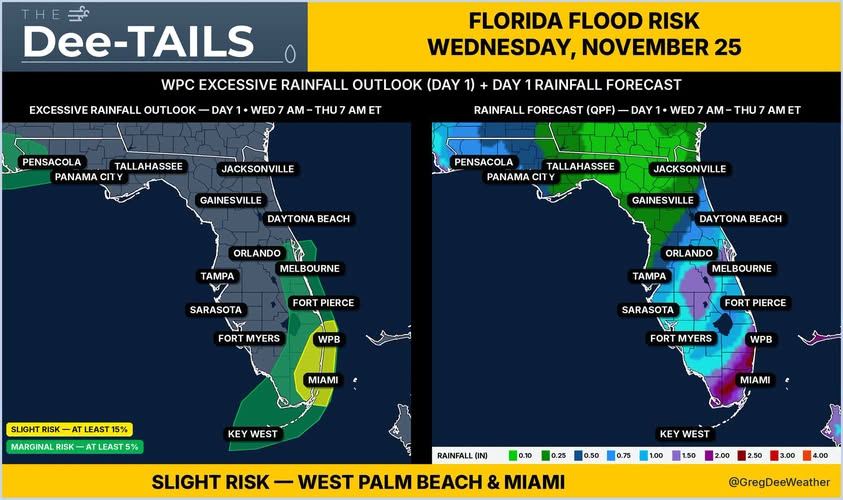 THE
Dee-TAILS
FLORIDA FLOOD RISK
WEDNESDAY, NOVEMBER 25
WPC EXCESSIVE RAINFALL OUTLOOK (DAY 1) + DAY 1 RAINFALL FORECAST
EXCESSIVE RAINFALL OUTLOOK — DAY 1 • WED 7 AM – THU 7 AM ET
PENSACOLA
TALLAHASSEE
JACKSONVILLE
PANAMA CITY
GAINESVILLE
DAYTONA BEACH
ORLANDO
MELBOURNE
TAMPA
FORT PIERCE
SARASOTA
FORT MYERS
WPB
MIAMI
KEY WEST
SLIGHT RISK — AT LEAST 15%
MARGINAL RISK — AT LEAST 5%
RAINFALL FORECAST (QPF) — DAY 1 • WED 7 AM – THU 7 AM ET
PENSACOLA
TALLAHASSEE
JACKSONVILLE
PANAMA CITY
GAINESVILLE
DAYTONA BEACH
ORLANDO
MELBOURNE
TAMPA
FORT PIERCE
SARASOTA
FORT MYERS
WPB
MIAMI
KEY WEST
RAINFALL (IN) 0.10 0.25 0.50 0.75 1.00 1.50 2.00 2.50 3.00 4.00
SLIGHT RISK — WEST PALM BEACH & MIAMI
@GregDeeWeather